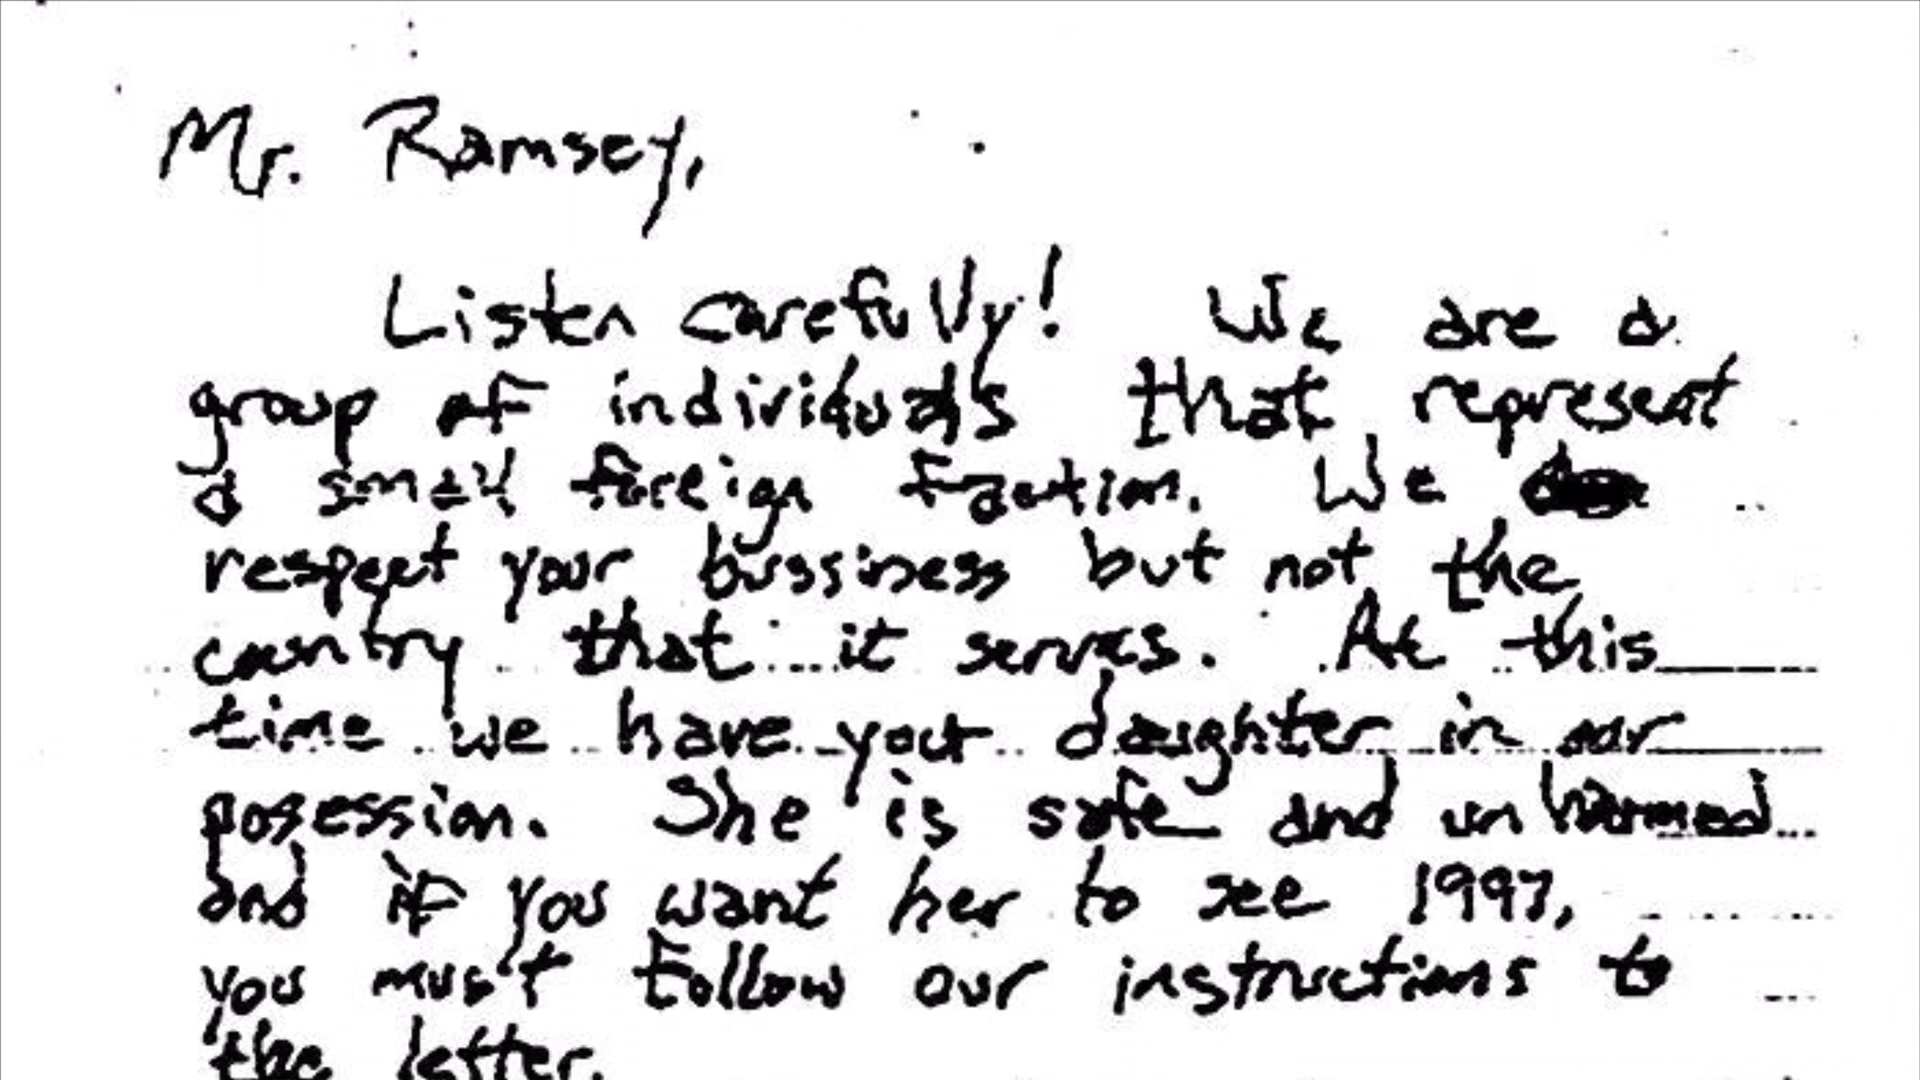 Mr. Ramsey,
Listen carefully! We are a
group of individuals that represent
a small foreign faction. We
respect your bussiness but not the
country that it serves. At this
time we have your daughter in our
posession. She is safe and unharmed
and if you want her to see 1997,
you must follow our instructions to
the letter.